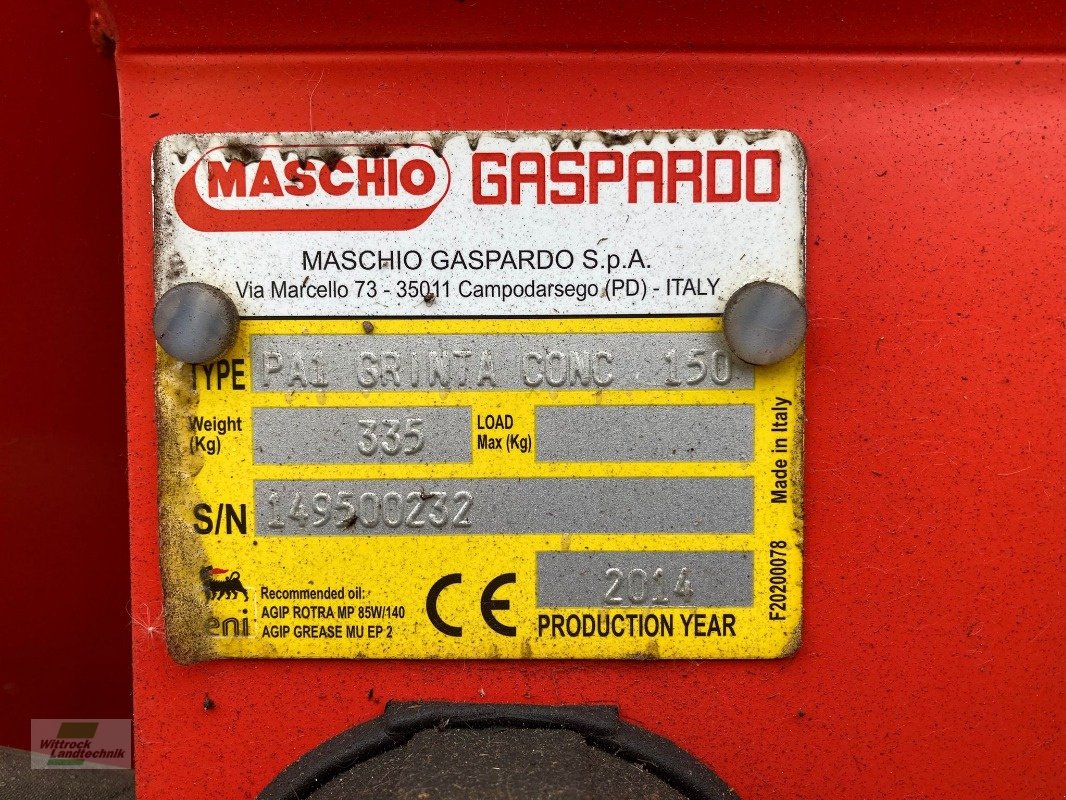 MASCHIO GASPARDO
MASCHIO GASPARDO S.p.A.
Via Marcello 73 - 35011 Campodarsego (PD) - ITALY
TYPE PA1 GRINTA CONC 150
Weight (Kg) 335 LOAD Max (Kg)
S/N 149500232
eni
Recommended oil:
AGIP ROTRA MP 85W/140
AGIP GREASE MU EP 2
CE
2014
PRODUCTION YEAR
F20200078 Made in Italy
Wittrock
Landtechnik